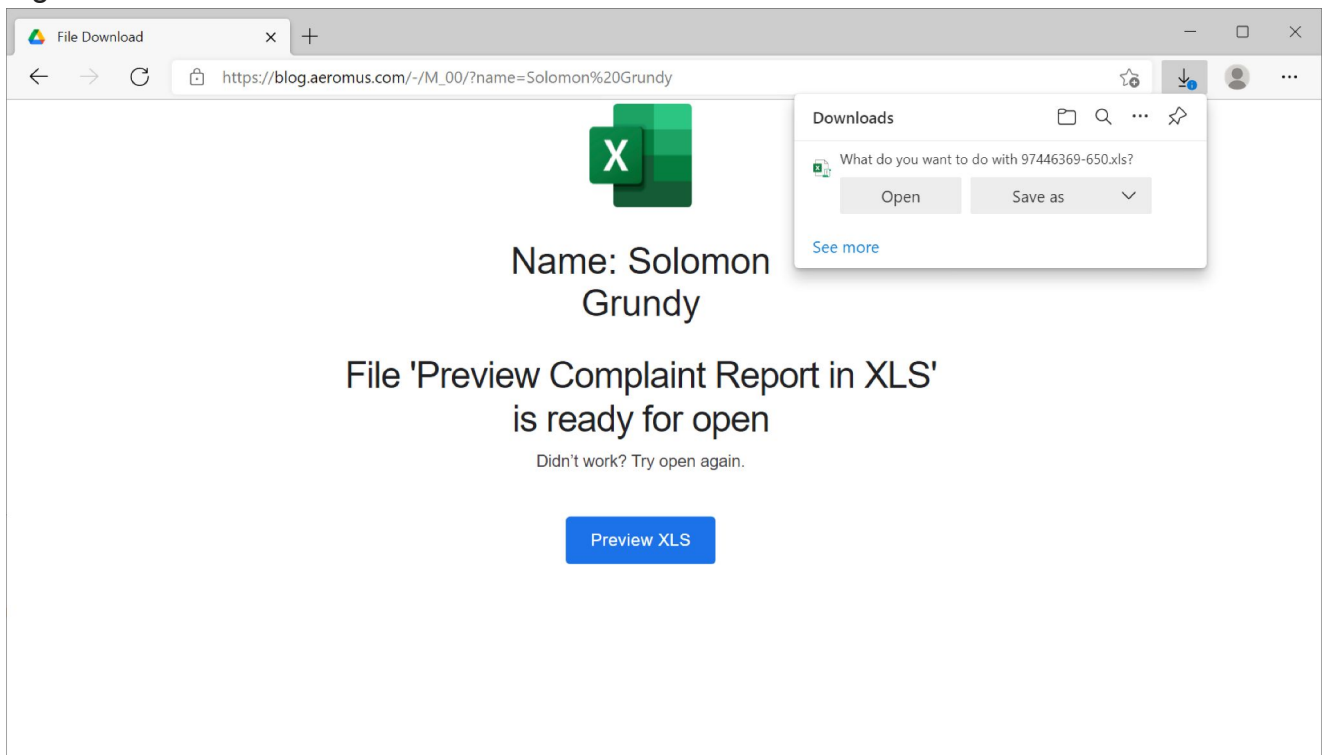 File Download
https://blog.aeromus.com/-/M_00/?name=Solomon%20Grundy
Downloads
What do you want to do with 97446369-650.xls?
Open
Save as
See more
X
Name: Solomon
Grundy
File 'Preview Complaint Report in XLS'
is ready for open
Didn't work? Try open again.
Preview XLS